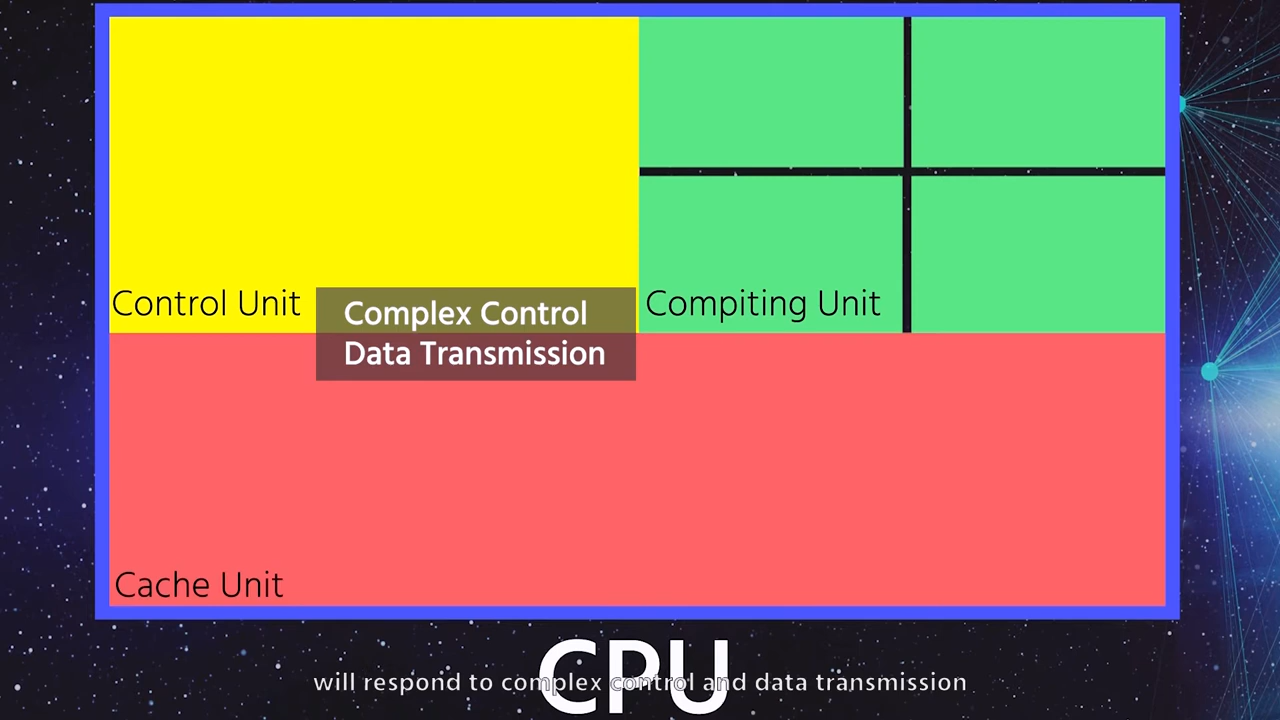 Control Unit
Complex Control
Data Transmission
Compiting Unit
Cache Unit
CPU
will respond to complex control and data transmission